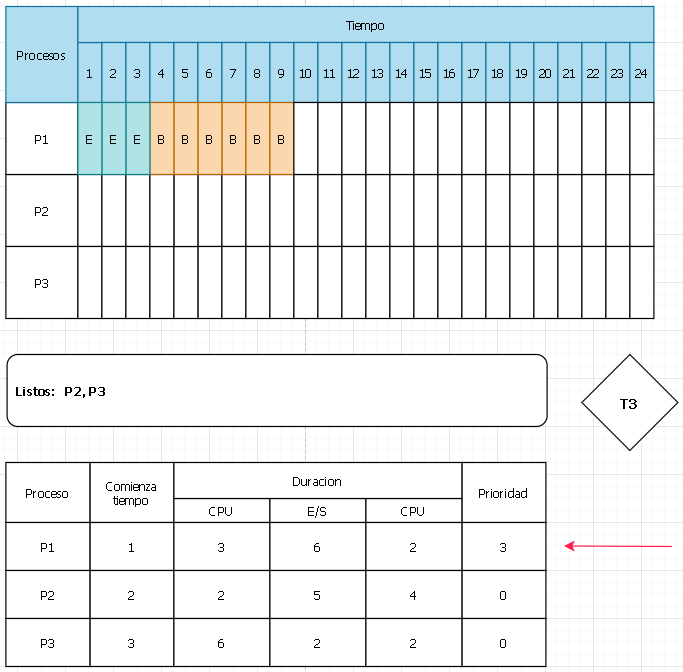 Procesos Tiempo
1 2 3 4 5 6 7 8 9 10 11 12 13 14 15 16 17 18 19 20 21 22 23 24
P1 E E E B B B B B B
P2
P3
Listos: P2, P3
T3
Proceso Comienza tiempo Duracion Prioridad
CPU E/S CPU
P1 1 3 6 2 3
P2 2 2 5 4 0
P3 3 6 2 2 0